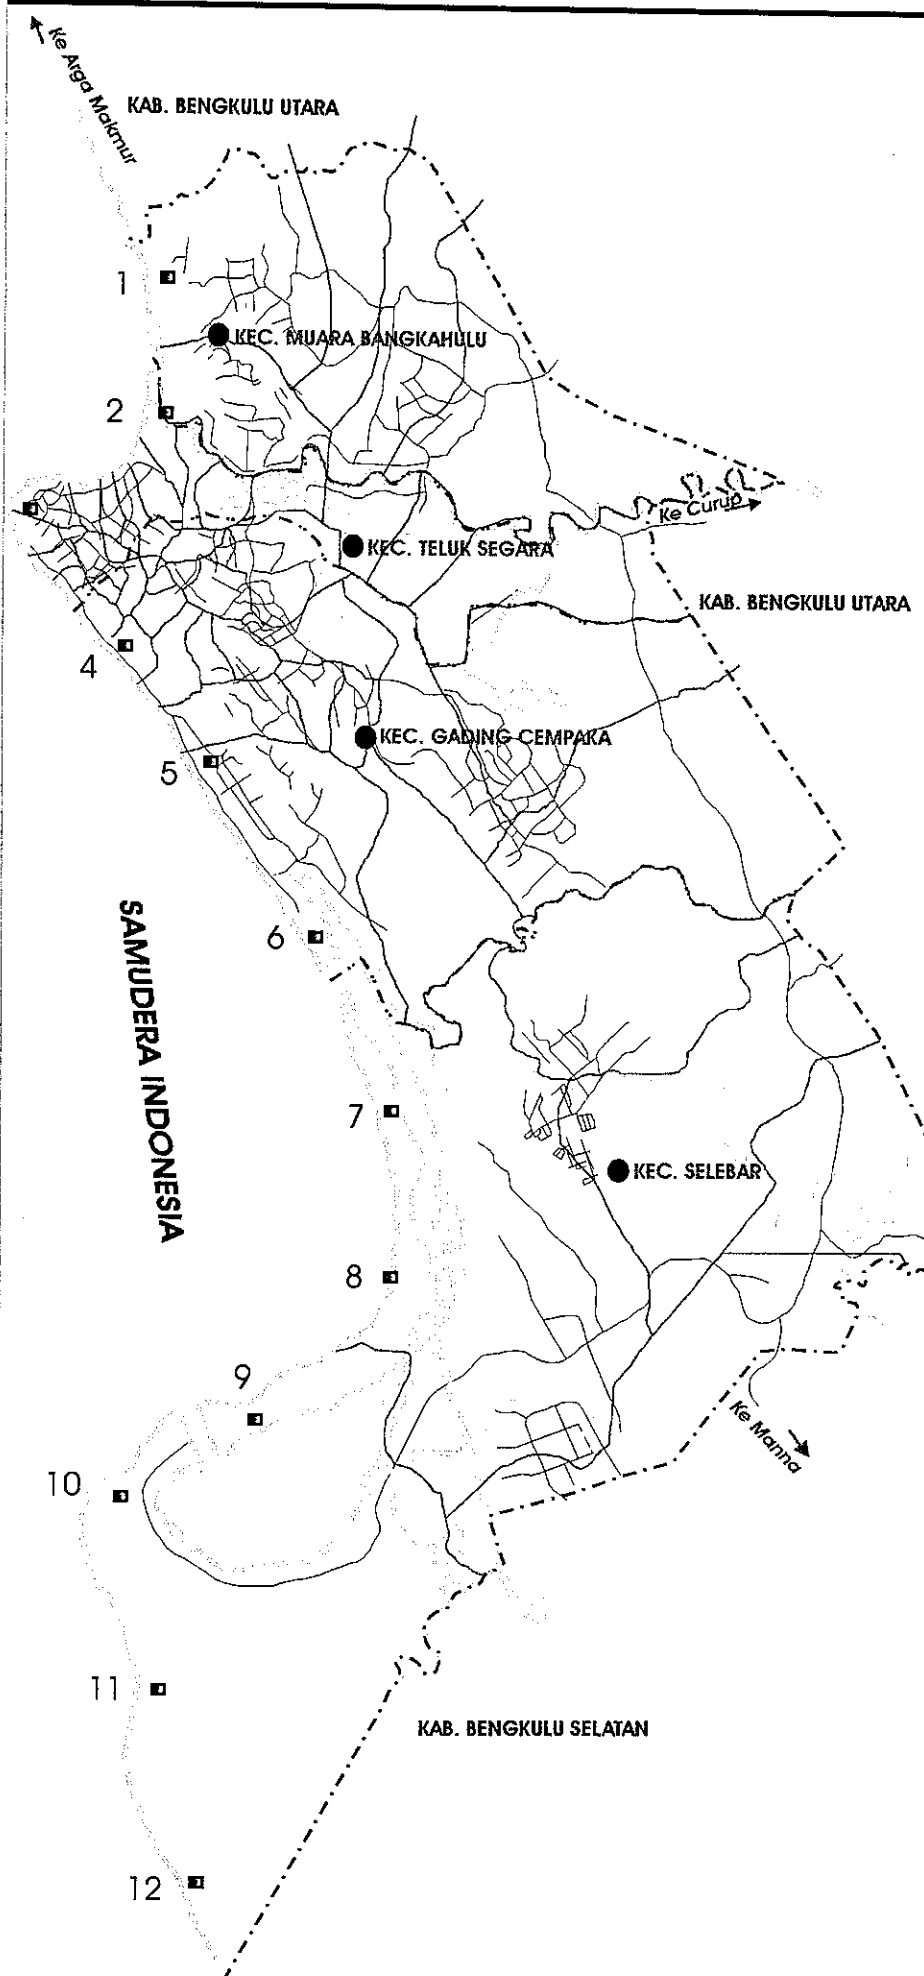 Ke Arga Makmur
KAB. BENGKULU UTARA
1
KEC. MUARA BANGKAHULU
2
Ke Curup
KEC. TELUK SEGARA
KAB. BENGKULU UTARA
4
KEC. GADING CEMPAKA
5
SAMUDERA INDONESIA
6
7
KEC. SELEBAR
8
9
Ke Manna
10
11
KAB. BENGKULU SELATAN
12